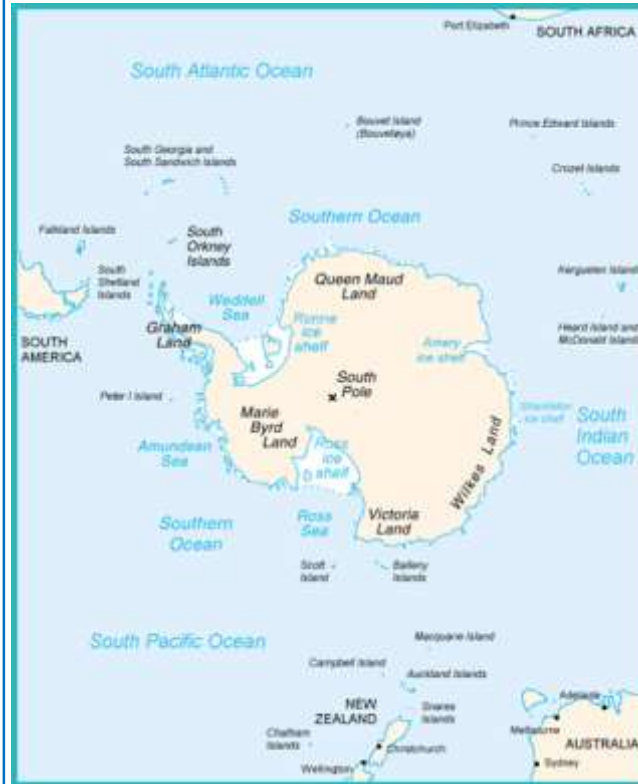 Port Elizabeth
SOUTH AFRICA
South Atlantic Ocean
Bouvet Island
(Bouvetøya)
Prince Edward Islands
South Georgia and
South Sandwich Islands
Crozet Islands
Southern Ocean
Falkland Islands
South
Orkney
Islands
South
Shetland
Islands
Queen Maud
Land
Kerguelen Island
Weddell
Sea
Ronne
ice
shelf
Graham
Land
Heard Island and
McDonald Island
SOUTH
AMERICA
Amery
ice shelf
South
Pole
Peter I Island
Marie
Byrd
Land
Shackleton
ice shelf
South
Indian
Ocean
Wilkes Land
Amundsen
Sea
Ross
ice
shelf
Southern
Ocean
Ross
Sea
Victoria
Land
Scott
Island
Balleny
Islands
South Pacific Ocean
Macquarie Island
Campbell Island
Auckland Islands
NEW
ZEALAND
Snares
Islands
Adelaide
Chatham
Islands
Christchurch
Melbourne
AUSTRALIA
Wellington
Sydney